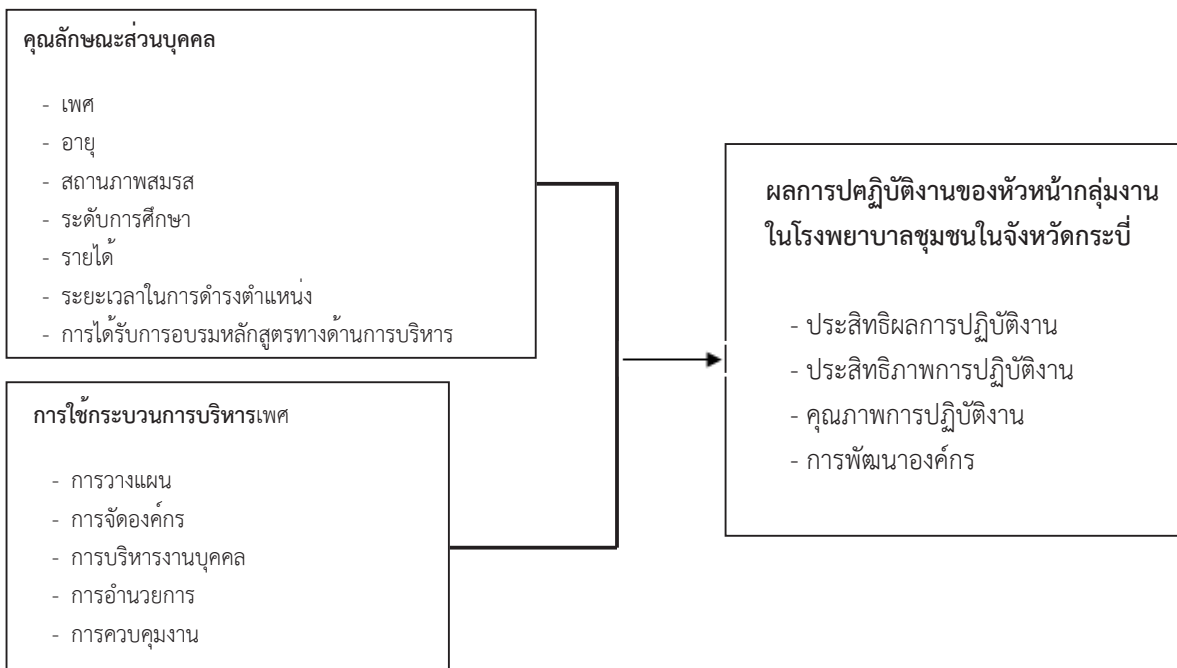 คุณลักษณะส่วนบุคคล
- เพศ
- อายุ
- สถานภาพสมรส
- ระดับการศึกษา
- รายได้
- ระยะเวลาในการดำรงตำแหน่ง
- การได้รับการอบรมหลักสูตรทางด้านการบริหาร
การใช้กระบวนการบริหารเพศ
- การวางแผน
- การจัดองค์กร
- การบริหารงานบุคคล
- การอำนวยการ
- การควบคุมงาน
ผลการปฏิบัติงานของหัวหน้ากลุ่มงาน
ในโรงพยาบาลชุมชนในจังหวัดกระบี่
- ประสิทธิผลการปฏิบัติงาน
- ประสิทธิภาพการปฏิบัติงาน
- คุณภาพการปฏิบัติงาน
- การพัฒนาองค์กร